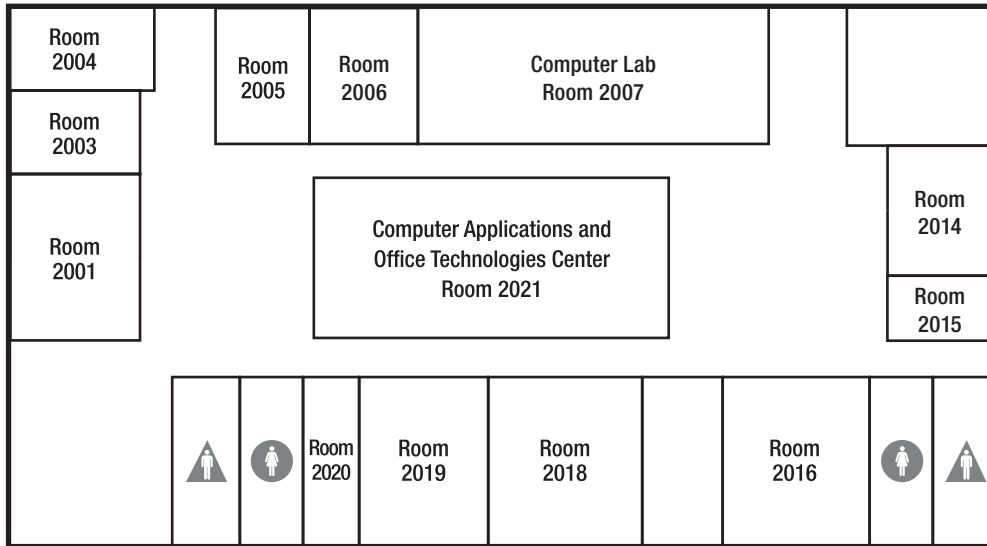 Room
2004
Room
2005
Room
2006
Computer Lab
Room 2007
Room
2003
Room
2001
Computer Applications and
Office Technologies Center
Room 2021
Room
2014
Room
2015
Room
2020
Room
2019
Room
2018
Room
2016